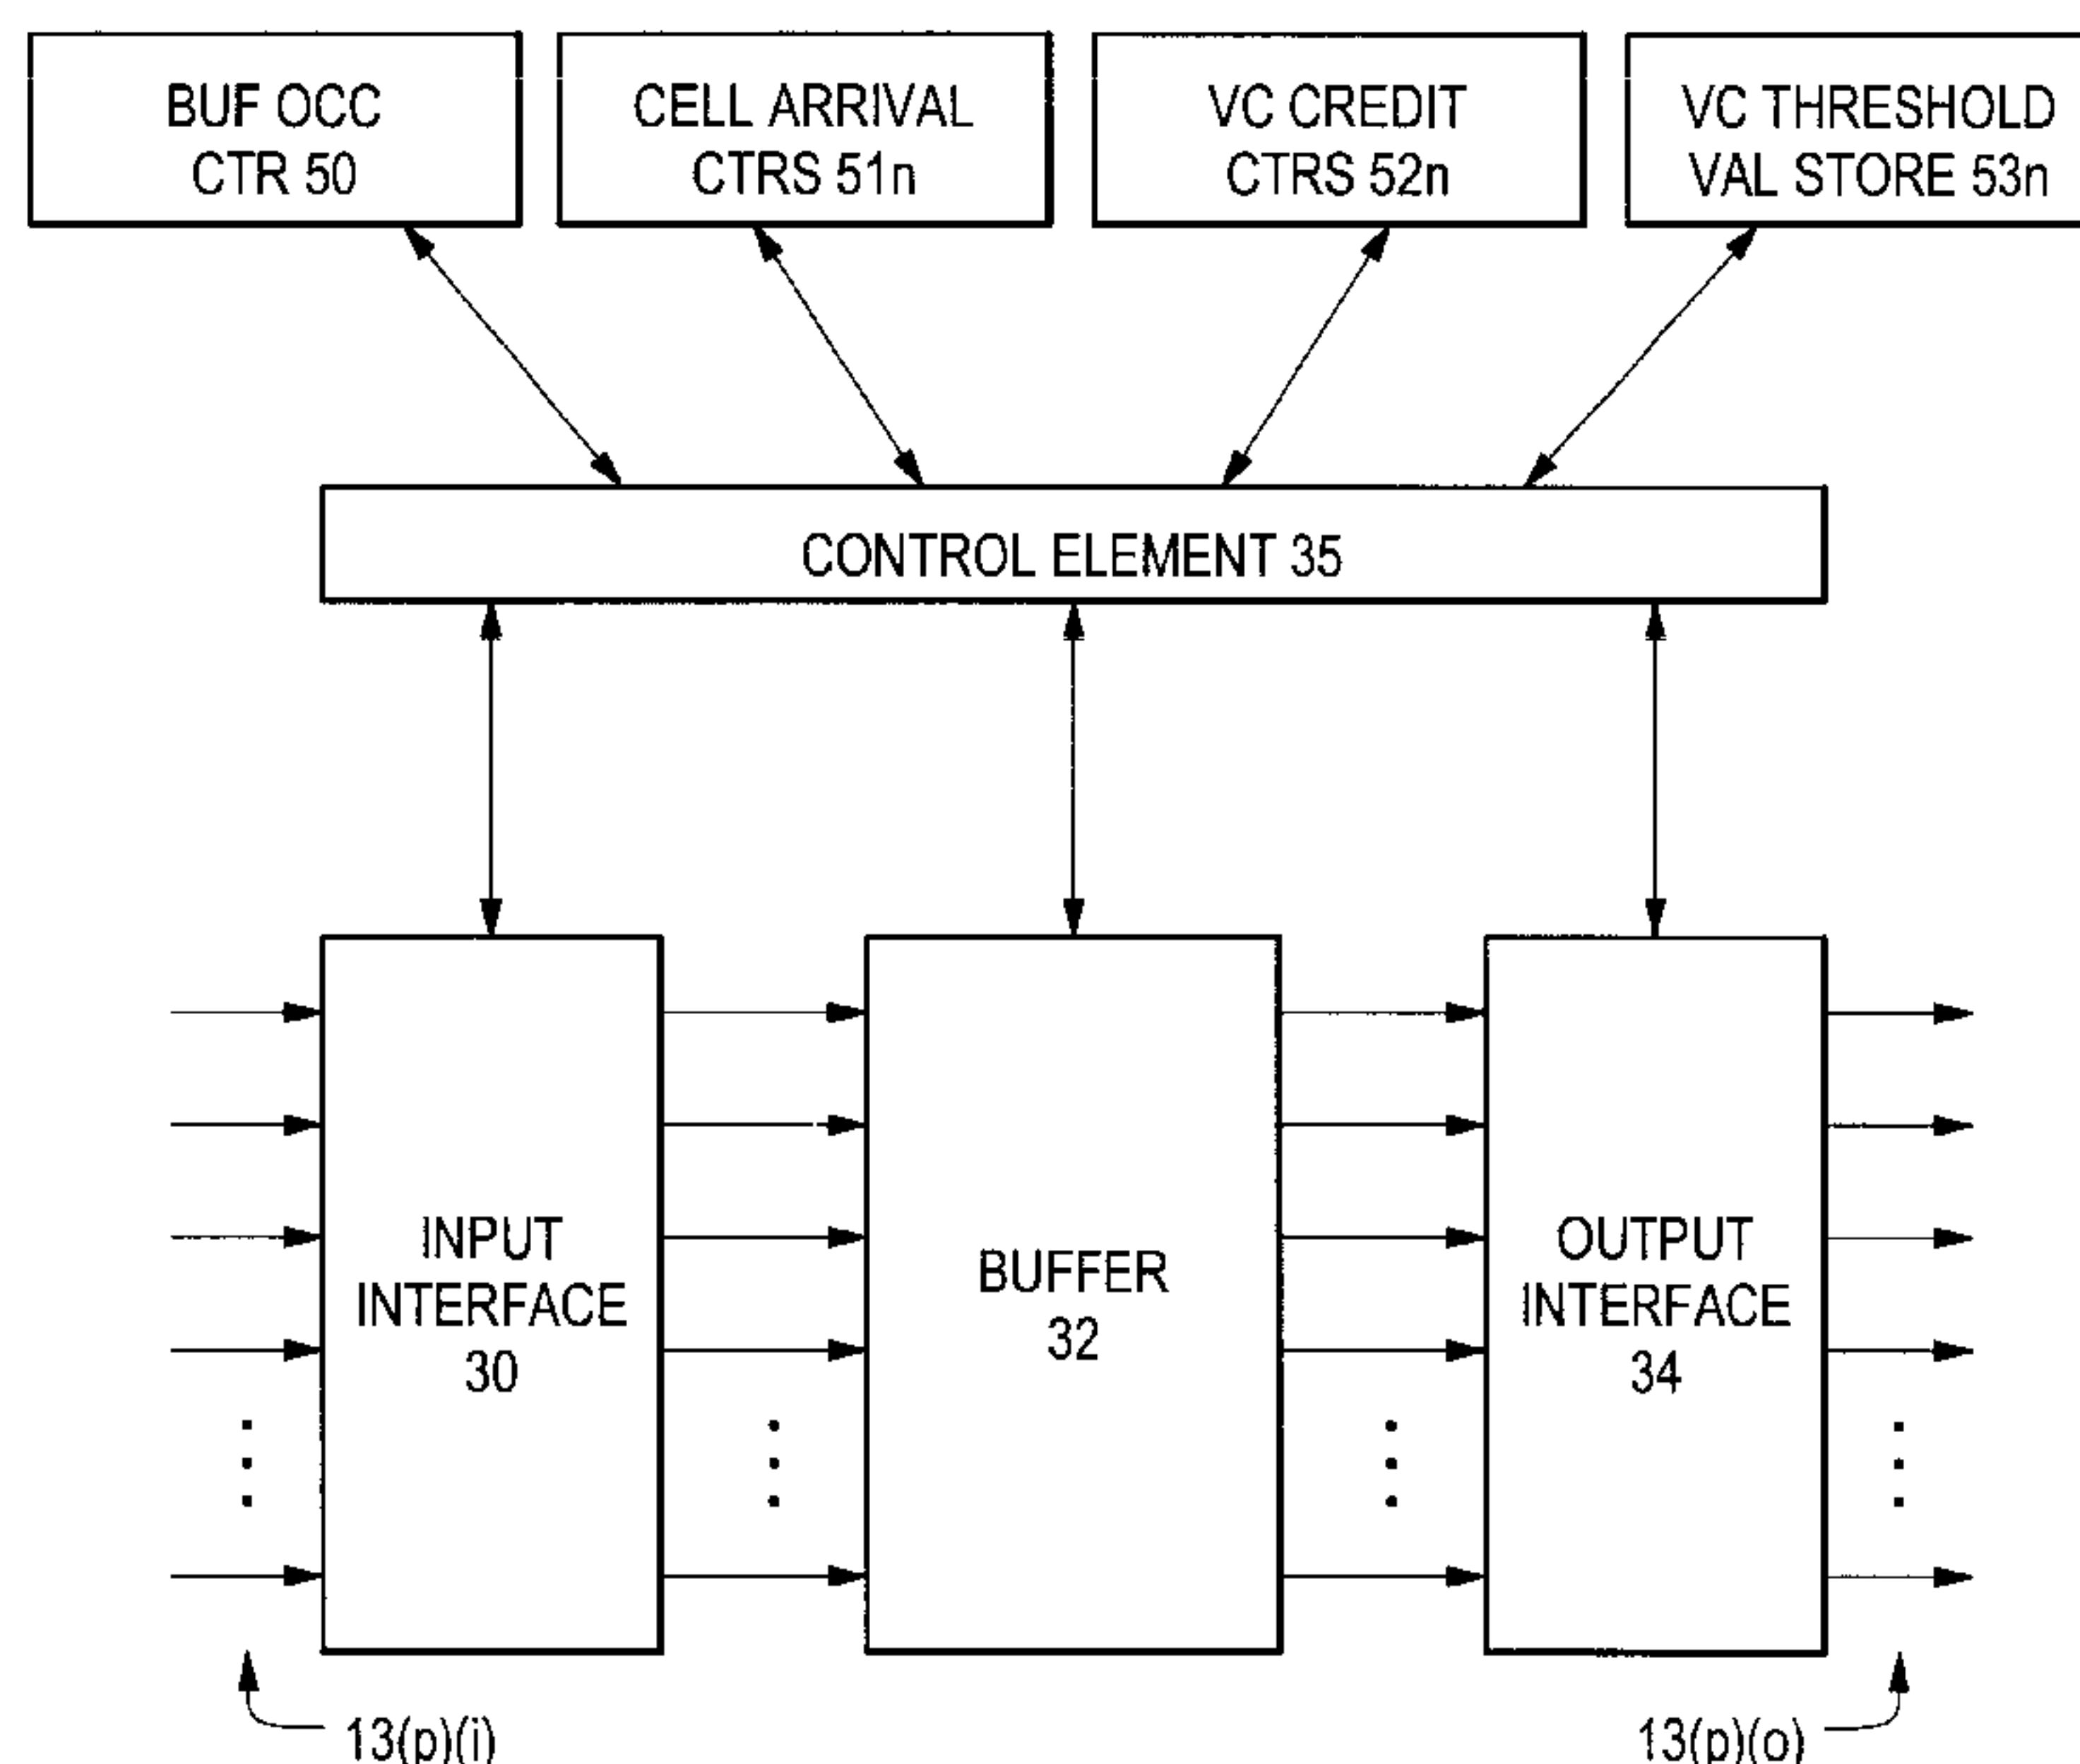 BUF OCC
CTR 50
CELL ARRIVAL
CTRS 51n
VC CREDIT
CTRS 52n
VC THRESHOLD
VAL STORE 53n
CONTROL ELEMENT 35
INPUT
INTERFACE
30
BUFFER
32
OUTPUT
INTERFACE
34
13(p)(i)
13(p)(o)